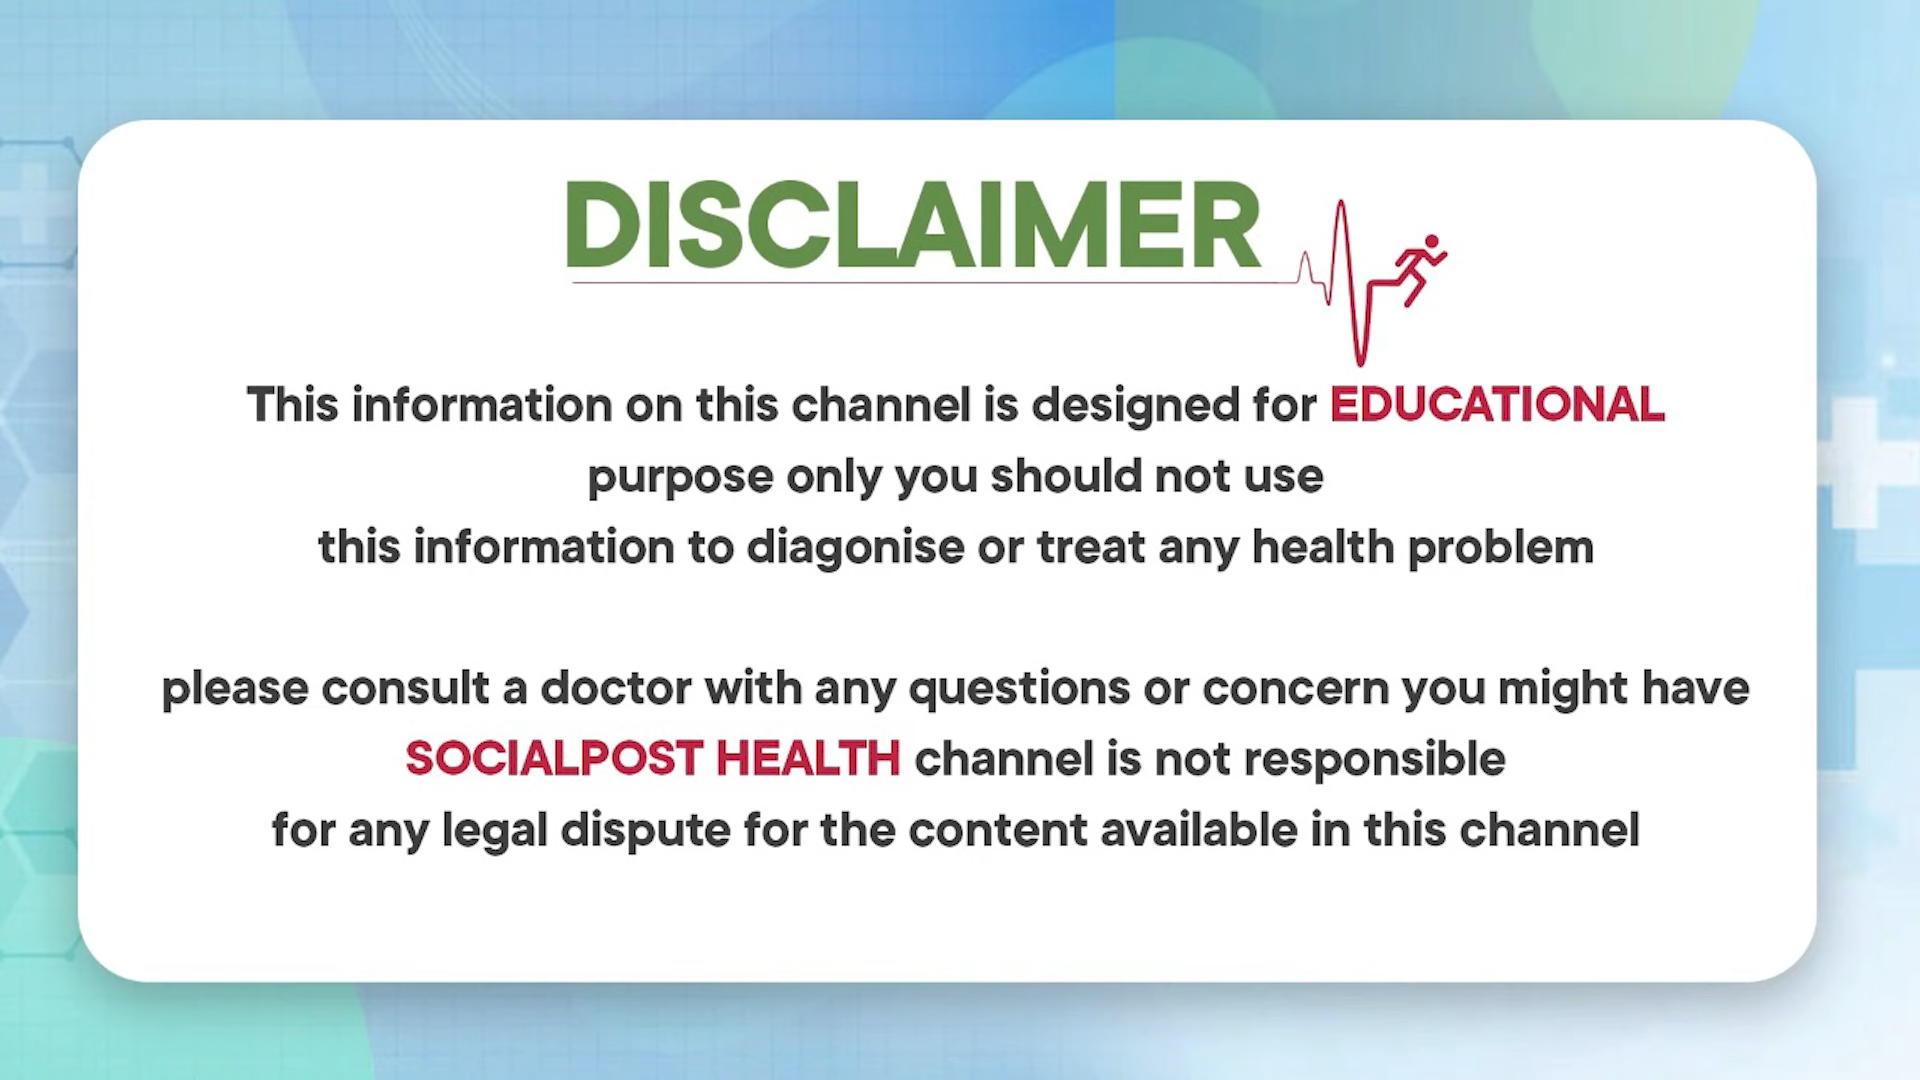 DISCLAIMER
This information on this channel is designed for EDUCATIONAL
purpose only you should not use
this information to diagonise or treat any health problem
please consult a doctor with any questions or concern you might have
SOCIALPOST HEALTH channel is not responsible
for any legal dispute for the content available in this channel